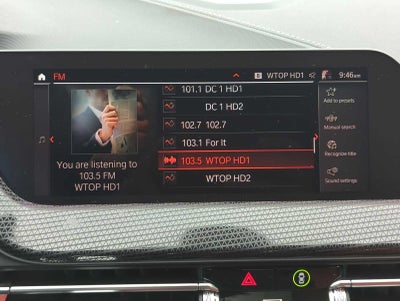 FM
WTOP HD1
9:46am
101.1 DC 1 HD1
DC 1 HD2
102.7 102.7
103.1 For It
103.5 WTOP HD1
WTOP HD2
You are listening to
103.5 FM
WTOP HD1
Add to presets
Manual search
Recognize title
Sound settings